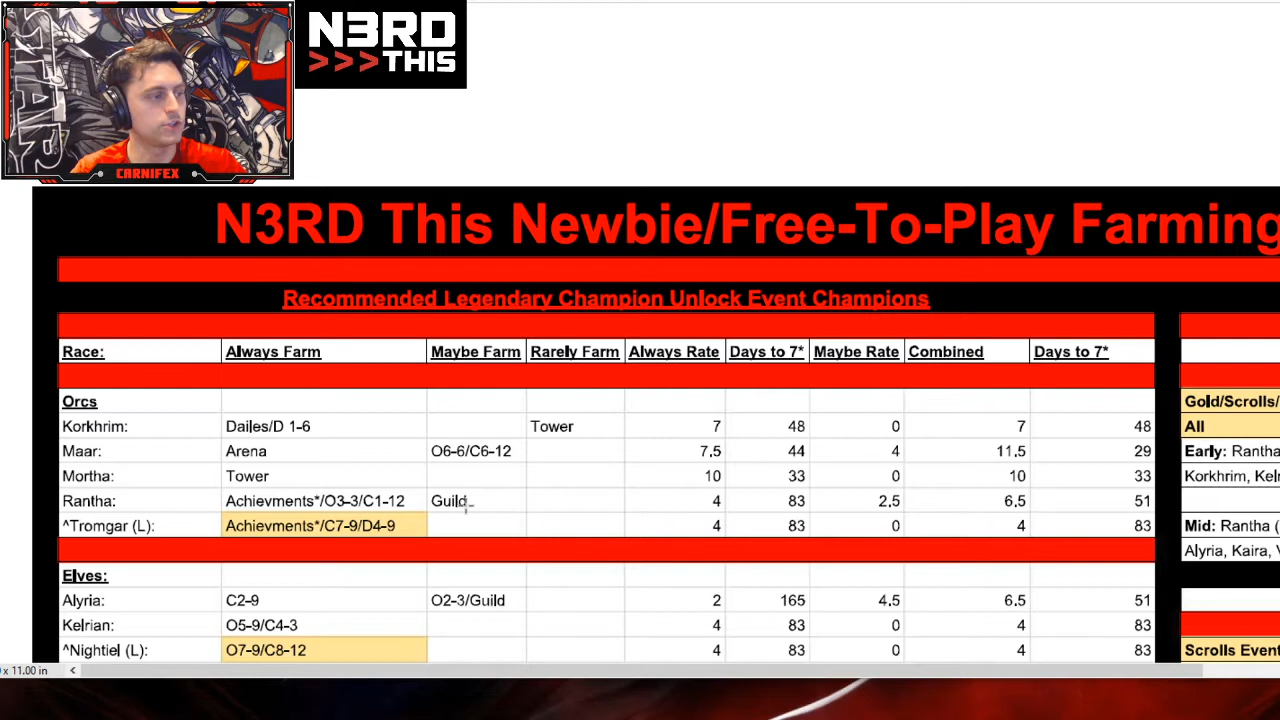 N3RD
>>>THIS
STAR
CARNIFEX
N3RD This Newbie/Free-To-Play Farming
Recommended Legendary Champion Unlock Event Champions
Race: Always Farm Maybe Farm Rarely Farm Always Rate Days to 7* Maybe Rate Combined Days to 7*
Orcs Gold/Scrolls/
Korkhrim: Dailes/D 1-6 Tower 7 48 0 7 48 All
Maar: Arena O6-6/C6-12 7.5 44 4 11.5 29 Early: Rantha
Mortha: Tower 10 33 0 10 33 Korkhrim, Kelr
Rantha: Achievments*/O3-3/C1-12 Guild 4 83 2.5 6.5 51
^Tromgar (L): Achievments*/C7-9/D4-9 4 83 0 4 83 Mid: Rantha (
Alyria, Kaira, V
Elves:
Alyria: C2-9 O2-3/Guild 2 165 4.5 6.5 51
Kelrian: O5-9/C4-3 4 83 0 4 83
^Nightiel (L): O7-9/C8-12 4 83 0 4 83 Scrolls Event
x 11.00 in